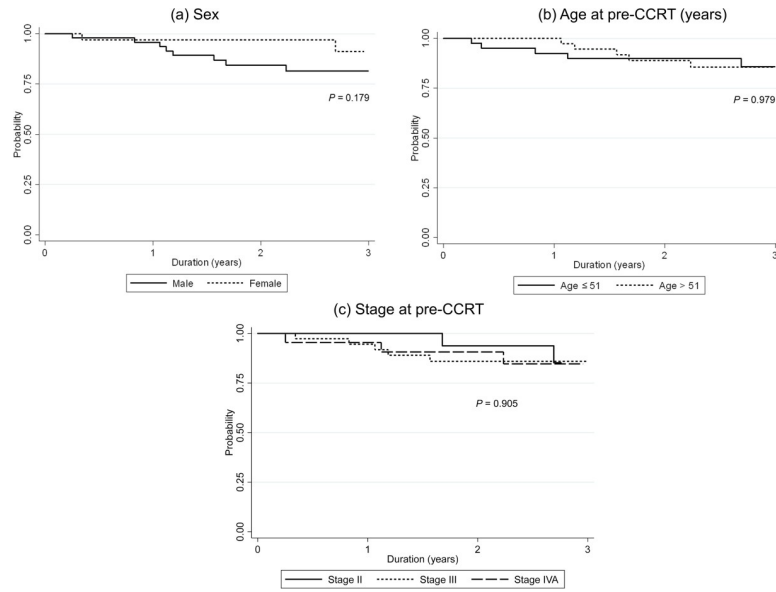 (a) Sex
Probability
1.00
0.75
0.50
0.25
0.00
P = 0.179
0 1 2 3
Duration (years)
Male Female
(b) Age at pre-CCRT (years)
Probability
1.00
0.75
0.50
0.25
0.00
P = 0.979
0 1 2 3
Duration (years)
Age ≤ 51 Age > 51
(c) Stage at pre-CCRT
Probability
1.00
0.75
0.50
0.25
0.00
P = 0.905
0 1 2 3
Duration (years)
Stage II Stage III Stage IVA